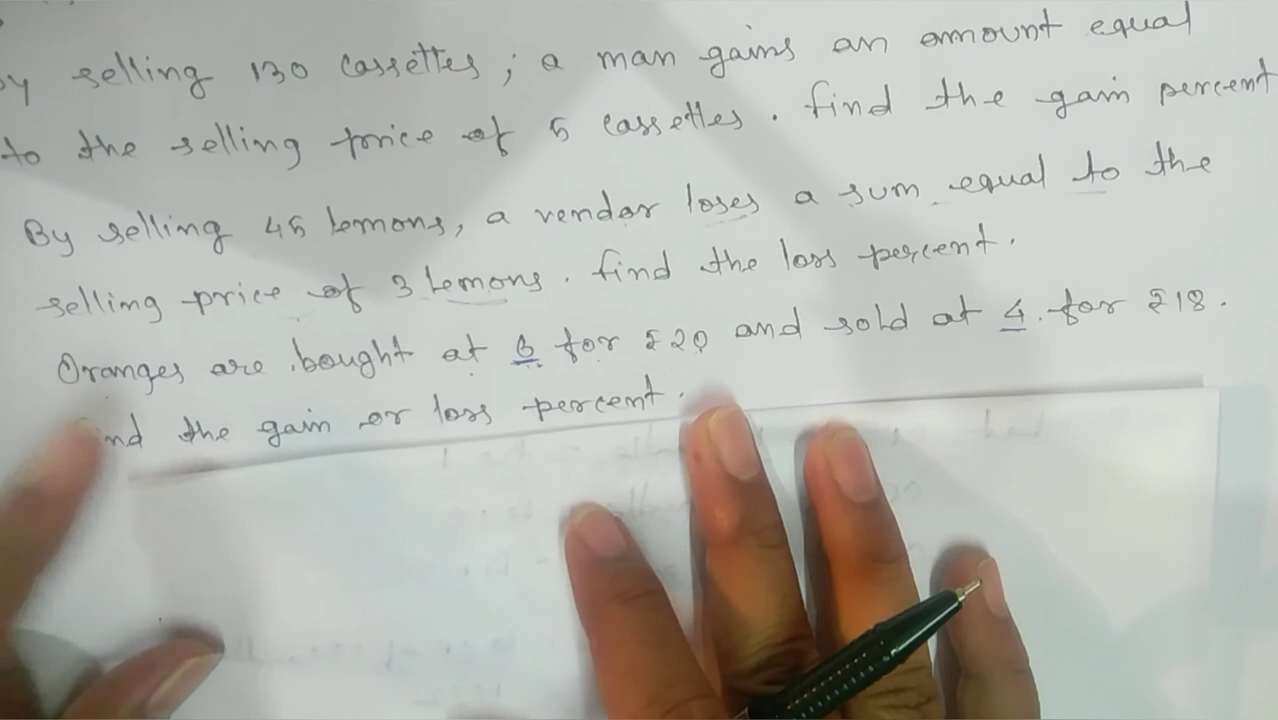 y selling 130 cassettes; a man gains an amount equal
to the selling price of 5 cassettes. find the gain percent
By selling 45 lemons, a vendor loses a sum equal to the
selling price of 3 lemons. find the loss percent.
Oranges are bought at 6 for ₹20 and sold at 4 for ₹18.
ind the gain or loss percent.